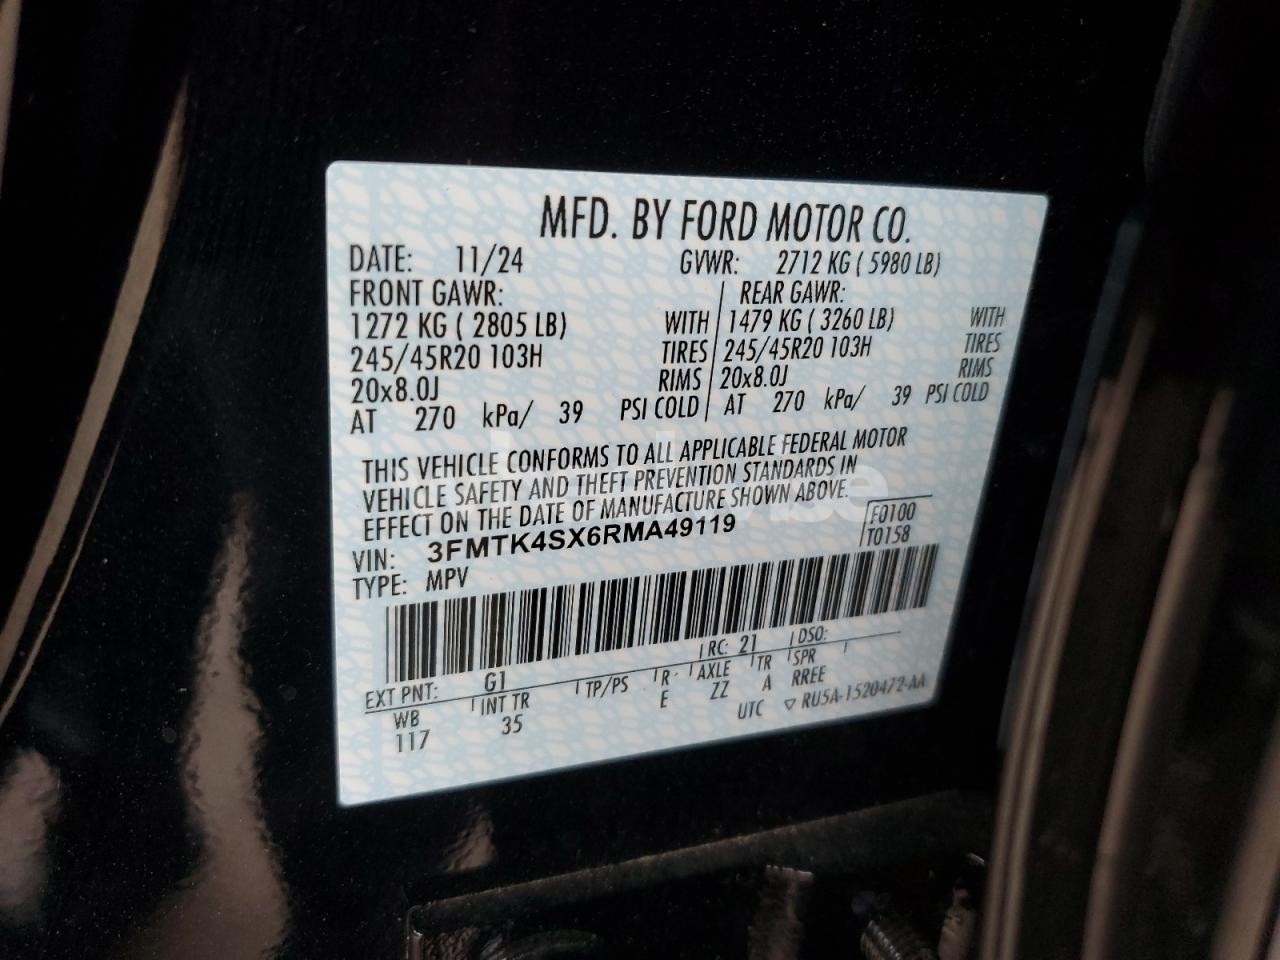 MFD. BY FORD MOTOR CO.
DATE: 11/24 GVWR: 2712 KG ( 5980 LB)
FRONT GAWR: REAR GAWR:
1272 KG ( 2805 LB) WITH 1479 KG ( 3260 LB) WITH
245/45R20 103H TIRES 245/45R20 103H TIRES
20x8.0J RIMS 20x8.0J RIMS
AT 270 kPa/ 39 PSI COLD AT 270 kPa/ 39 PSI COLD
THIS VEHICLE CONFORMS TO ALL APPLICABLE FEDERAL MOTOR
VEHICLE SAFETY AND THEFT PREVENTION STANDARDS IN
EFFECT ON THE DATE OF MANUFACTURE SHOWN ABOVE.
VIN: 3FMTK4SX6RMA49119 F0100
TYPE: MPV T0158
EXT PNT: G1 RC: 21 DSO:
WB INT TR TP/PS R AXLE TR SPR
117 35 E ZZ A RREE
UTC ▽ RU5A-1520472-AA